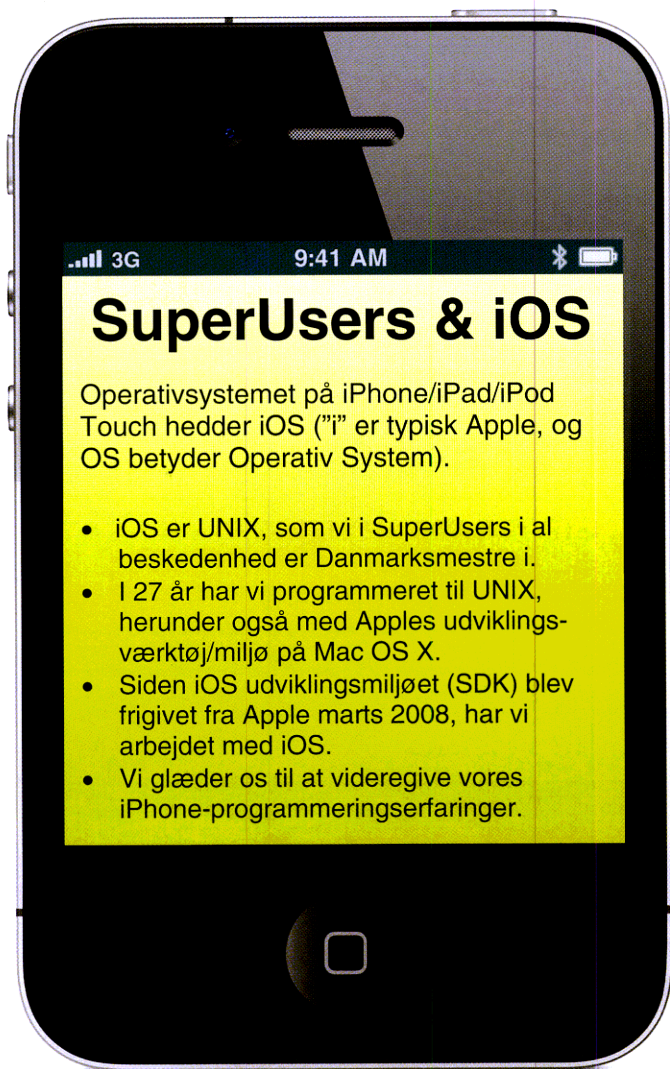 3G 9:41 AM
SuperUsers & iOS
Operativsystemet på iPhone/iPad/iPod
Touch hedder iOS (”i” er typisk Apple, og
OS betyder Operativ System).
• iOS er UNIX, som vi i SuperUsers i al
beskedenhed er Danmarksmestre i.
• I 27 år har vi programmeret til UNIX,
herunder også med Apples udviklings-
værktøj/miljø på Mac OS X.
• Siden iOS udviklingsmiljøet (SDK) blev
frigivet fra Apple marts 2008, har vi
arbejdet med iOS.
• Vi glæder os til at videregive vores
iPhone-programmeringserfaringer.